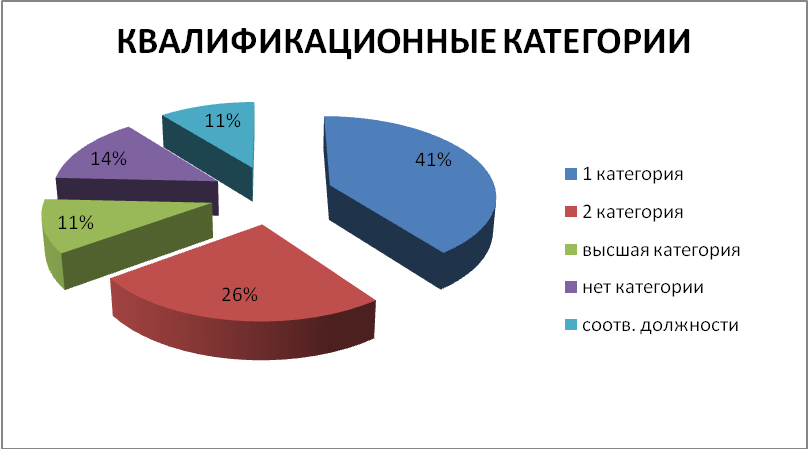 КВАЛИФИКАЦИОННЫЕ КАТЕГОРИИ
11%
41%
14%
11%
26%
1 категория
2 категория
высшая категория
нет категории
соотв. должности